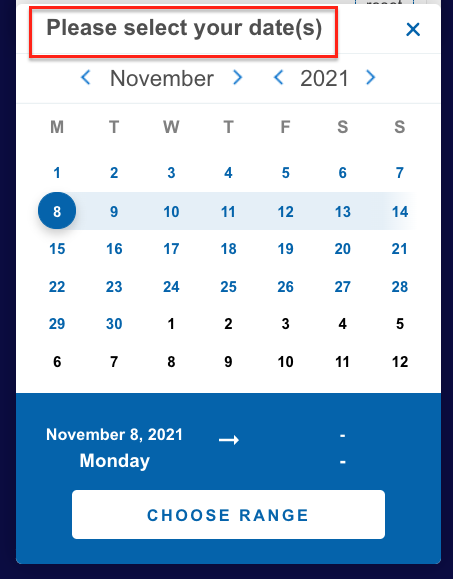 reset
Please select your date(s)
November 2021
M T W T F S S
1 2 3 4 5 6 7
8 9 10 11 12 13 14
15 16 17 18 19 20 21
22 23 24 25 26 27 28
29 30 1 2 3 4 5
6 7 8 9 10 11 12
November 8, 2021 → -
Monday -
CHOOSE RANGE